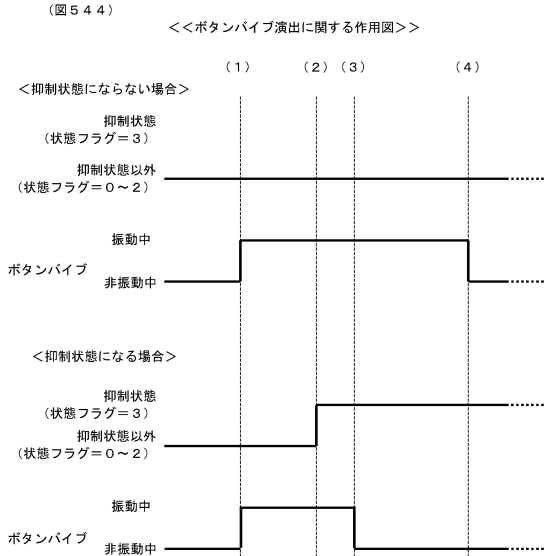 （図５４４）
＜＜ボタンバイブ演出に関する作用図＞＞
（１） （２） （３） （４）
＜抑制状態にならない場合＞
抑制状態
（状態フラグ＝３）
抑制状態以外
（状態フラグ＝０～２）
振動中
ボタンバイブ
非振動中
＜抑制状態になる場合＞
抑制状態
（状態フラグ＝３）
抑制状態以外
（状態フラグ＝０～２）
振動中
ボタンバイブ
非振動中